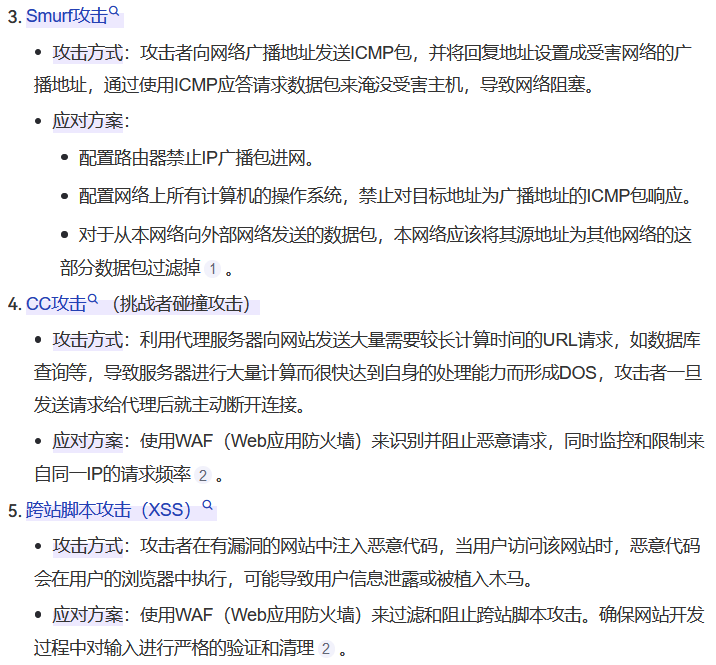 3. Smurf攻击
• 攻击方式：攻击者向网络广播地址发送ICMP包，并将回复地址设置成受害网络的广
播地址，通过使用ICMP应答请求数据包来淹没受害主机，导致网络阻塞。
• 应对方案：
• 配置路由器禁止IP广播包进网。
• 配置网络上所有计算机的操作系统，禁止对目标地址为广播地址的ICMP包响应。
• 对于从本网络向外部网络发送的数据包，本网络应该将其源地址为其他网络的这
部分数据包过滤掉 1 。
4. CC攻击 （挑战者碰撞攻击）
• 攻击方式：利用代理服务器向网站发送大量需要较长计算时间的URL请求，如数据库
查询等，导致服务器进行大量计算而很快达到自身的处理能力而形成DOS，攻击者一旦
发送请求给代理后就主动断开连接。
• 应对方案：使用WAF（Web应用防火墙）来识别并阻止恶意请求，同时监控和限制来
自同一IP的请求频率 2 。
5. 跨站脚本攻击（XSS）
• 攻击方式：攻击者在有漏洞的网站中注入恶意代码，当用户访问该网站时，恶意代码
会在用户的浏览器中执行，可能导致用户信息泄露或被植入木马。
• 应对方案：使用WAF（Web应用防火墙）来过滤和阻止跨站脚本攻击。确保网站开发
过程中对输入进行严格的验证和清理 2 。